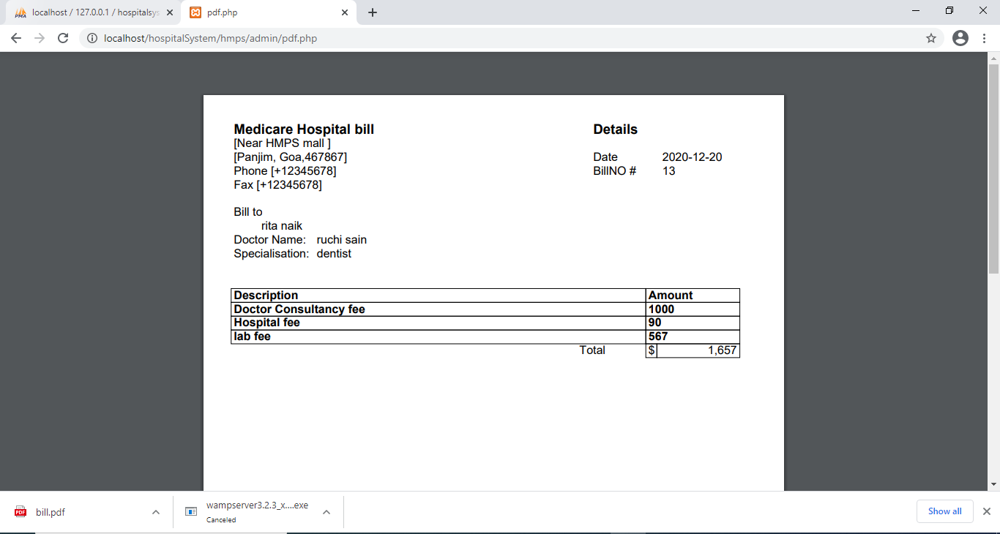 PMA localhost / 127.0.0.1 / hospitalsys
pdf.php
localhost/hospitalSystem/hmps/admin/pdf.php
Medicare Hospital bill Details
[Near HMPS mall ]
[Panjim, Goa,467867] Date 2020-12-20
Phone [+12345678] BillNO # 13
Fax [+12345678]
Bill to
rita naik
Doctor Name: ruchi sain
Specialisation: dentist
Description Amount
Doctor Consultancy fee 1000
Hospital fee 90
lab fee 567
Total $ 1,657
PDF bill.pdf
wampserver3.2.3_x....exe
Canceled
Show all